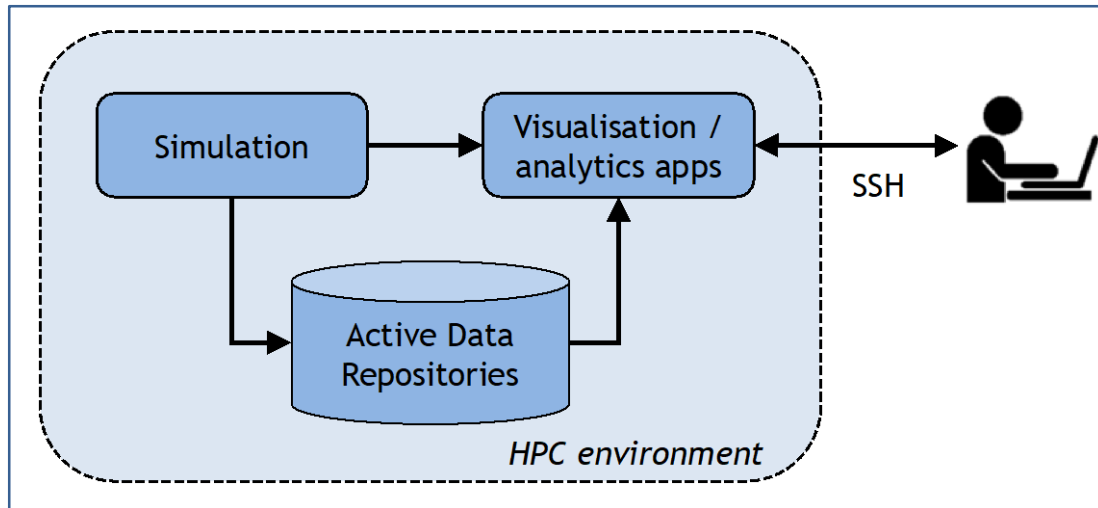 Simulation
Visualisation /
analytics apps
SSH
Active Data
Repositories
HPC environment